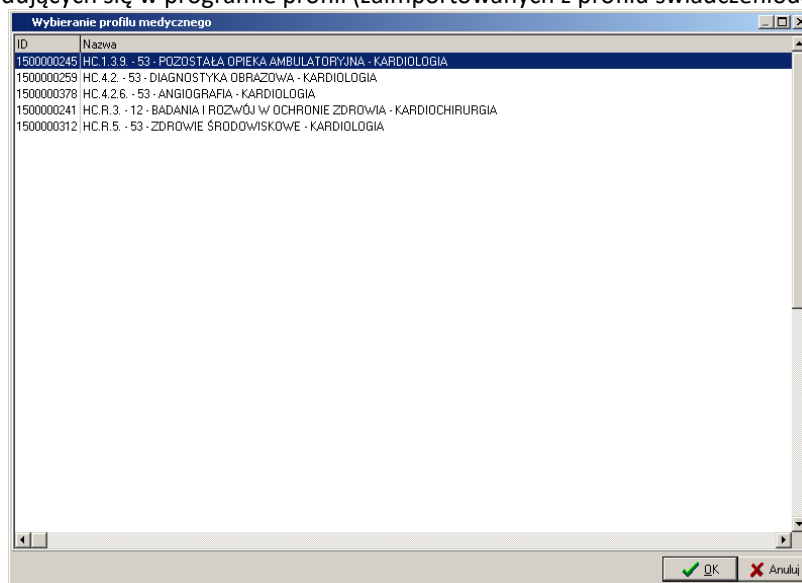 dujących się w programie profili (zaimportowanych z profilu
Wybieranie profilu medycznego
ID Nazwa
1500000245 HC.1.3.9. - 53 - POZOSTAŁA OPIEKA AMBULATORYJNA - KARDIOLOGIA
1500000259 HC.4.2. - 53 - DIAGNOSTYKA OBRAZOWA - KARDIOLOGIA
1500000378 HC.4.2.6. - 53 - ANGIOGRAFIA - KARDIOLOGIA
1500000241 HC.R.3. - 12 - BADANIA I ROZWÓJ W OCHRONIE ZDROWIA - KARDIOCHIRURGIA
1500000312 HC.R.5. - 53 - ZDROWIE ŚRODOWISKOWE - KARDIOLOGIA
OK Anuluj